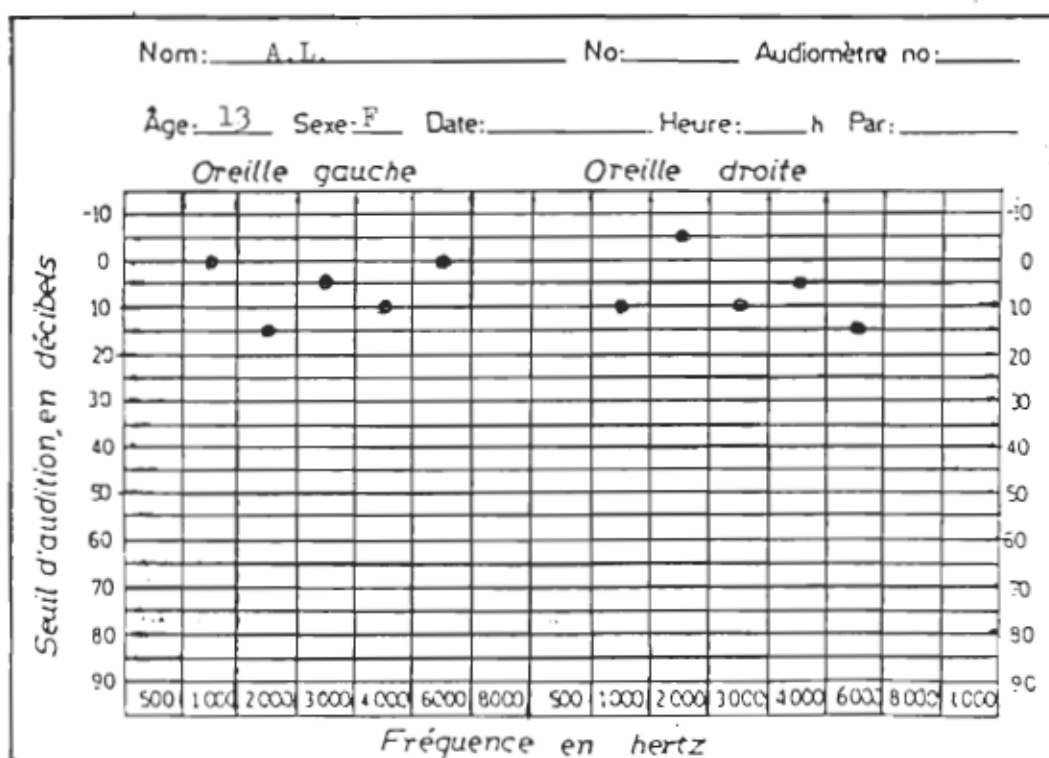 Nom: A.L. No: Audiomètre no:
Âge: 13 Sexe: F Date: Heure: h Par:
Oreille gauche Oreille droite
-10 -10
0 0
10 10
20 20
30 30
40 40
50 50
60 60
70 70
80 80
90 90
Seuil d'audition, en décibels
500 1000 2000 3000 4000 6000 8000 500 1000 2000 3000 4000 6000 8000 1000
Fréquence en hertz